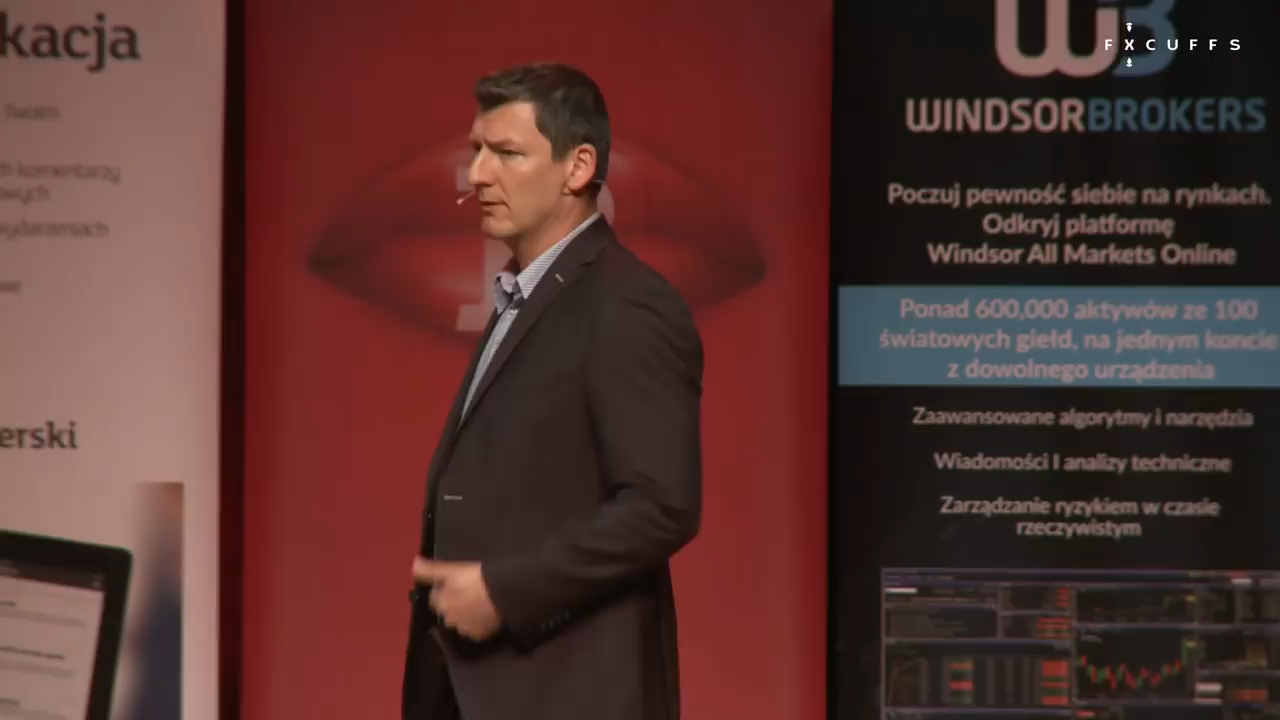 kacja
Twoim
h komentarzy
owych
wydarzeniach
erski
FXCUFFS
WINDSORBROKERS
Poczuj pewność siebie na rynkach.
Odkryj platformę
Windsor All Markets Online
Ponad 600,000 aktywów ze 100
światowych giełd, na jednym koncie
z dowolnego urządzenia
Zaawansowane algorytmy i narzędzia
Wiadomości I analizy techniczne
Zarządzanie ryzykiem w czasie
rzeczywistym